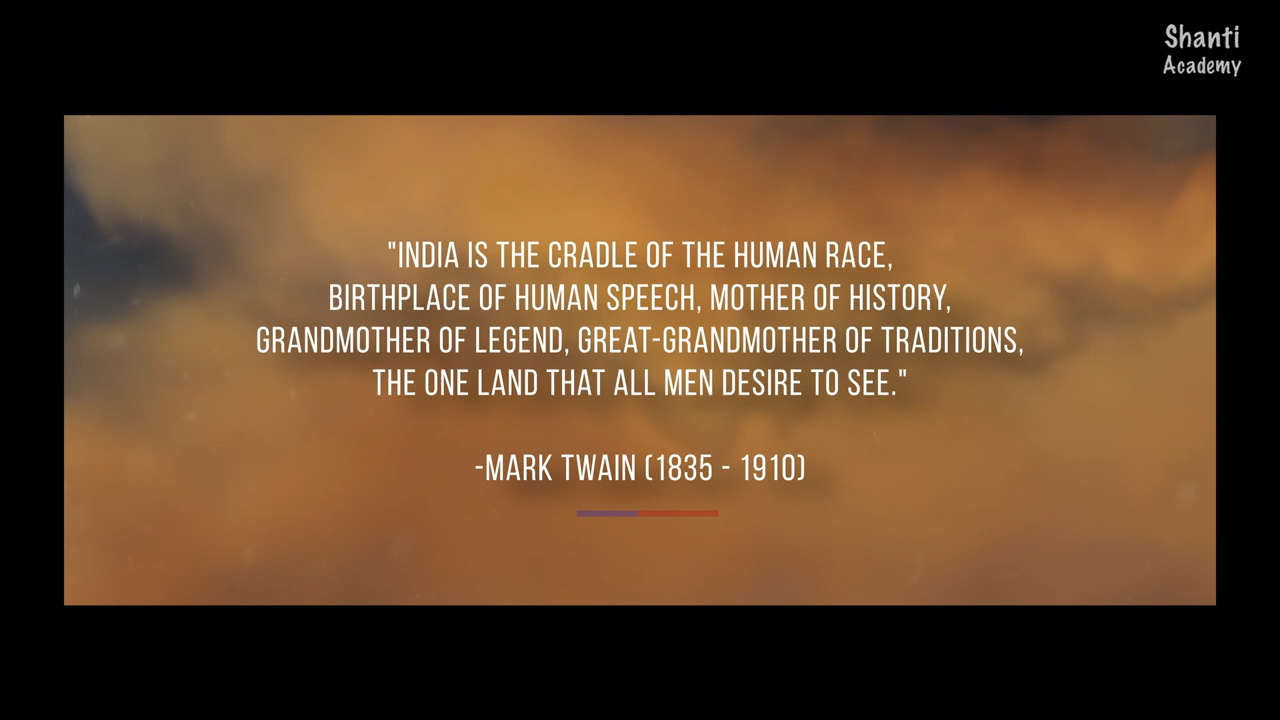 Shanti
Academy
"INDIA IS THE CRADLE OF THE HUMAN RACE,
BIRTHPLACE OF HUMAN SPEECH, MOTHER OF HISTORY,
GRANDMOTHER OF LEGEND, GREAT-GRANDMOTHER OF TRADITIONS,
THE ONE LAND THAT ALL MEN DESIRE TO SEE."
-MARK TWAIN (1835 - 1910)